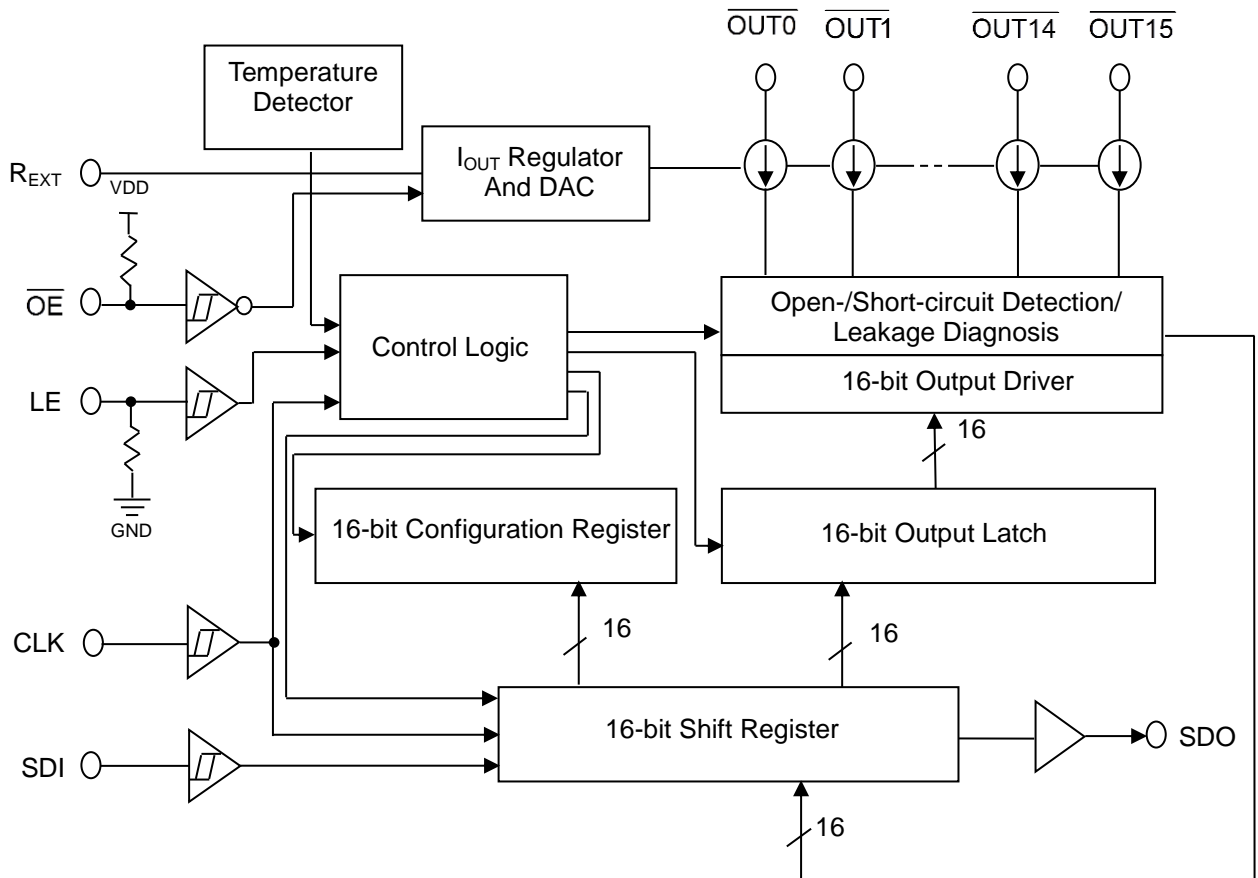 OUT0 OUT1 OUT14 OUT15
Temperature
Detector
REXT
VDD
IOUT Regulator
And DAC
OE
Control Logic
Open-/Short-circuit Detection/
Leakage Diagnosis
16-bit Output Driver
LE
16
GND
16-bit Configuration Register
16-bit Output Latch
CLK
16
16
16-bit Shift Register
SDO
SDI
16